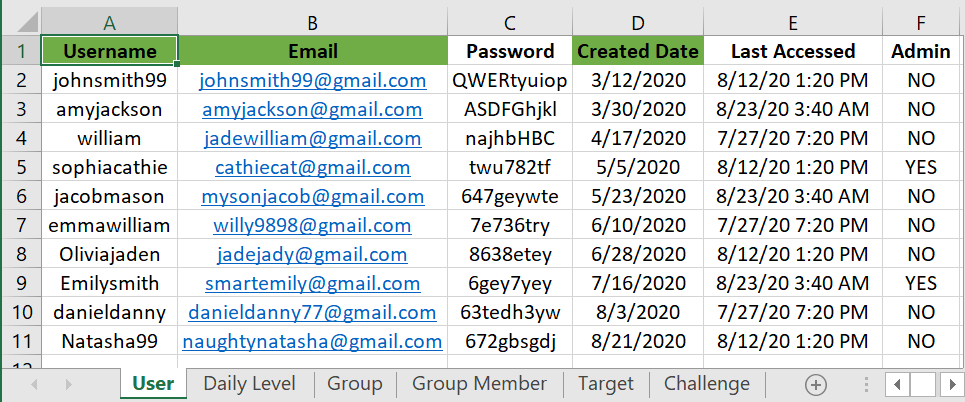 A B C D E F
1 Username Email Password Created Date Last Accessed Admin
2 johnsmith99 johnsmith99@gmail.com QWERtyuiop 3/12/2020 8/12/20 1:20 PM NO
3 amyjackson amyjackson@gmail.com ASDFGhjkl 3/30/2020 8/23/20 3:40 AM NO
4 william jadewilliam@gmail.com najhbHBC 4/17/2020 7/27/20 7:20 PM NO
5 sophiacathie cathiecat@gmail.com twu782tf 5/5/2020 8/12/20 1:20 PM YES
6 jacobmason mysonjacob@gmail.com 647geywte 5/23/2020 8/23/20 3:40 AM NO
7 emmawilliam willy9898@gmail.com 7e736try 6/10/2020 7/27/20 7:20 PM NO
8 Oliviajaden jadejady@gmail.com 8638etey 6/28/2020 8/12/20 1:20 PM NO
9 Emilysmith smartemily@gmail.com 6gey7yey 7/16/2020 8/23/20 3:40 AM YES
10 danieldanny danieldanny77@gmail.com 63tedh3yw 8/3/2020 7/27/20 7:20 PM NO
11 Natasha99 naughtynatasha@gmail.com 672gbsgdj 8/21/2020 8/12/20 1:20 PM NO
User Daily Level Group Group Member Target Challenge